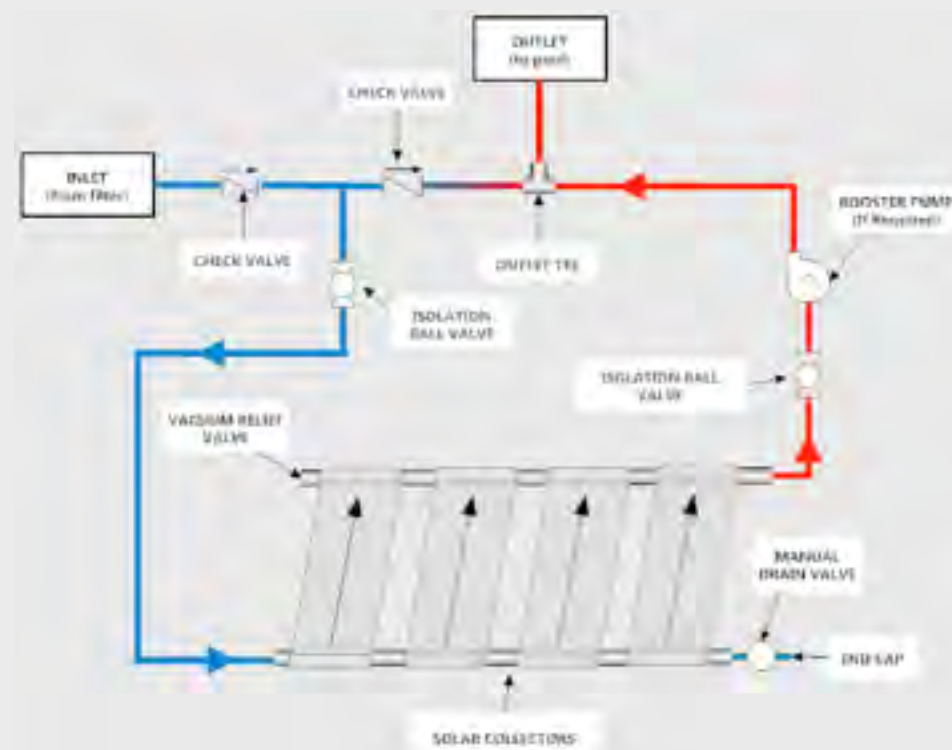 OUTLET
(to pool)
CHECK VALVE
INLET
(from filter)
BOOSTER PUMP
(If Required)
CHECK VALVE
OUTLET TEE
ISOLATION
BALL VALVE
ISOLATION BALL
VALVE
VACUUM RELIEF
VALVE
MANUAL
DRAIN VALVE
END CAP
SOLAR COLLECTORS